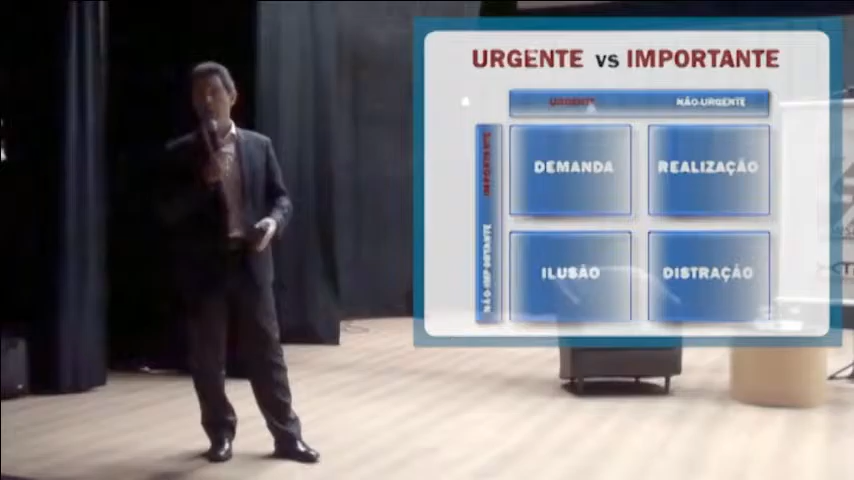 URGENTE vs IMPORTANTE
URGENTE NÃO-URGENTE
IMPORTANTE
DEMANDA REALIZAÇÃO
NÃO-IMPORTANTE
ILUSÃO DISTRAÇÃO